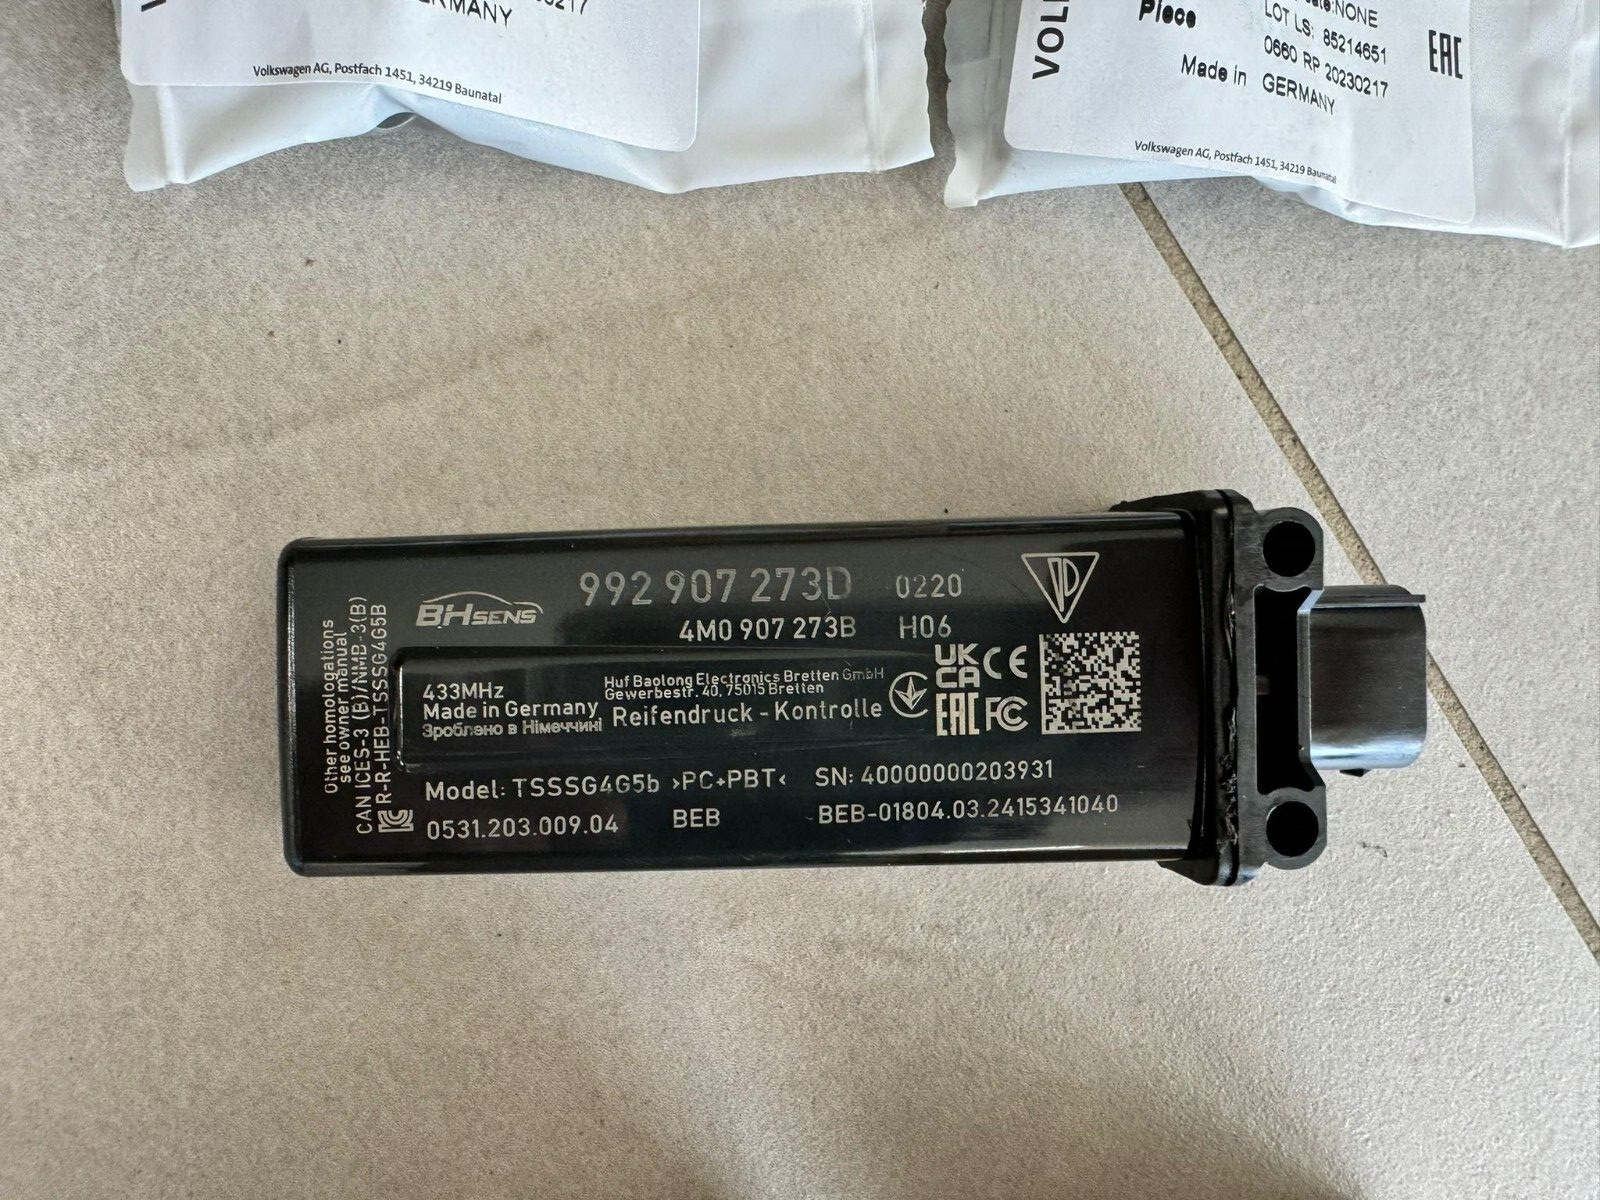 GERMANY
Volkswagen AG, Postfach 1451, 34219 Baunatal
Piece
NONE
LOT LS: 85214651
0660 RP 20230217
Made in GERMANY
EAC
Volkswagen AG, Postfach 1451, 34219 Baunatal
Other homologations
see owner manual
CAN ICES-3 (B)/NMB-3(B)
R-R-HEB-TSSSG4G5B
BHSENS
992 907 273D 0220
4M0 907 273B H06
433MHz
Made in Germany
Зроблено в Німеччині
Huf Baolong Electronics Bretten GmbH
Gewerbestr. 40, 75015 Bretten
Reifendruck - Kontrolle
UK
CA
CE
EAC
FC
Model: TSSSG4G5b >PC+PBT< SN: 40000000203931
0531.203.009.04 BEB BEB-01804.03.2415341040